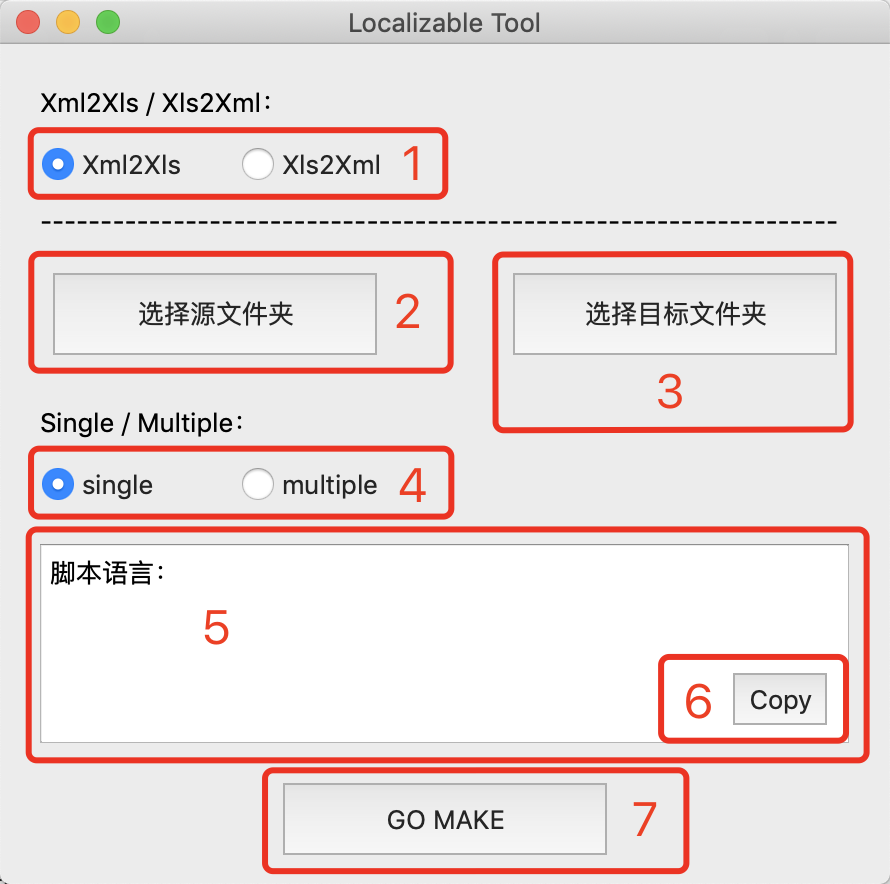 Localizable Tool
Xml2Xls / Xls2Xml：
Xml2Xls Xls2Xml 1
------------------------------------------------------------------
选择源文件夹 2 选择目标文件夹
3
Single / Multiple：
single multiple 4
脚本语言：
5
6 Copy
GO MAKE 7